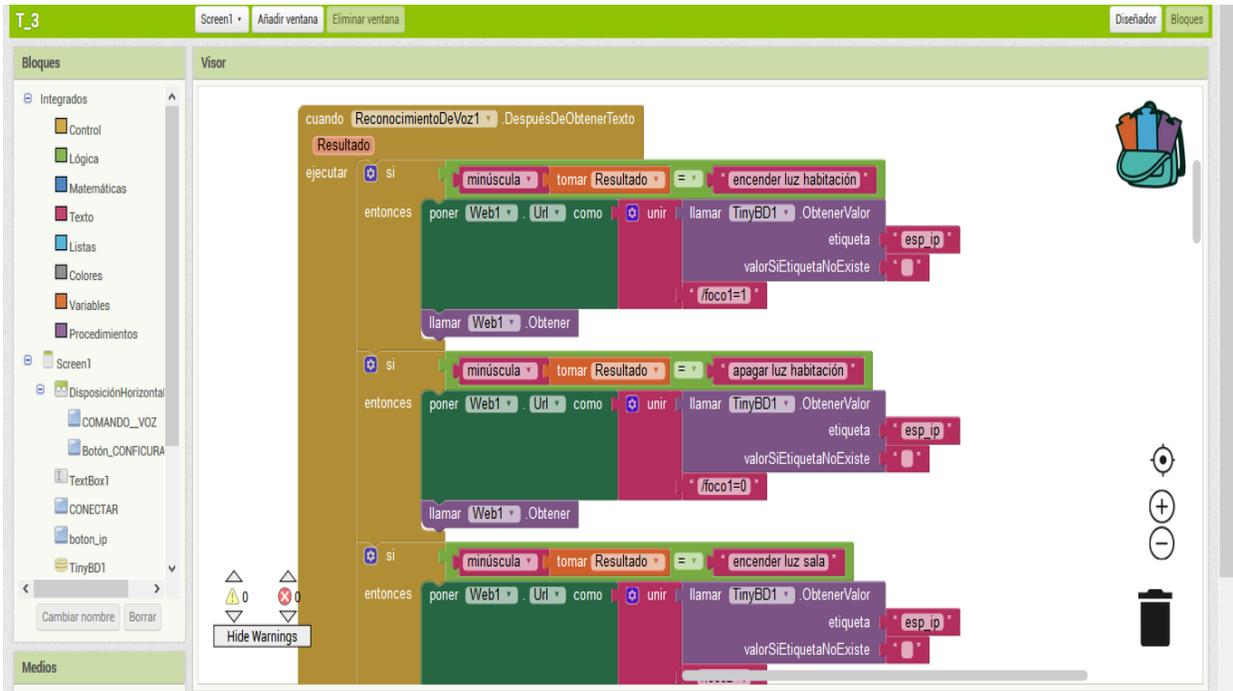 T_3
Screen1 Añadir ventana Eliminar ventana
Diseñador Bloques
Bloques
Integrados
Control
Lógica
Matemáticas
Texto
Listas
Colores
Variables
Procedimientos
Screen1
DisposiciónHorizontal
COMANDO__VOZ
Botón_CONFICURA
TextBox1
CONECTAR
boton_ip
TinyBD1
Cambiar nombre Borrar
Medios
Visor
cuando ReconocimientoDeVoz1 .DespuésDeObtenerTexto
Resultado
ejecutar si minúscula tomar Resultado = " encender luz habitación "
entonces poner Web1 . Url como unir llamar TinyBD1 .ObtenerValor
etiqueta " esp_ip "
valorSiEtiquetaNoExiste " "
" /foco1=1 "
llamar Web1 .Obtener
si minúscula tomar Resultado = " apagar luz habitación "
entonces poner Web1 . Url como unir llamar TinyBD1 .ObtenerValor
etiqueta " esp_ip "
valorSiEtiquetaNoExiste " "
" /foco1=0 "
llamar Web1 .Obtener
si minúscula tomar Resultado = " encender luz sala "
entonces poner Web1 . Url como unir llamar TinyBD1 .ObtenerValor
etiqueta " esp_ip "
valorSiEtiquetaNoExiste " "
0 0
Hide Warnings